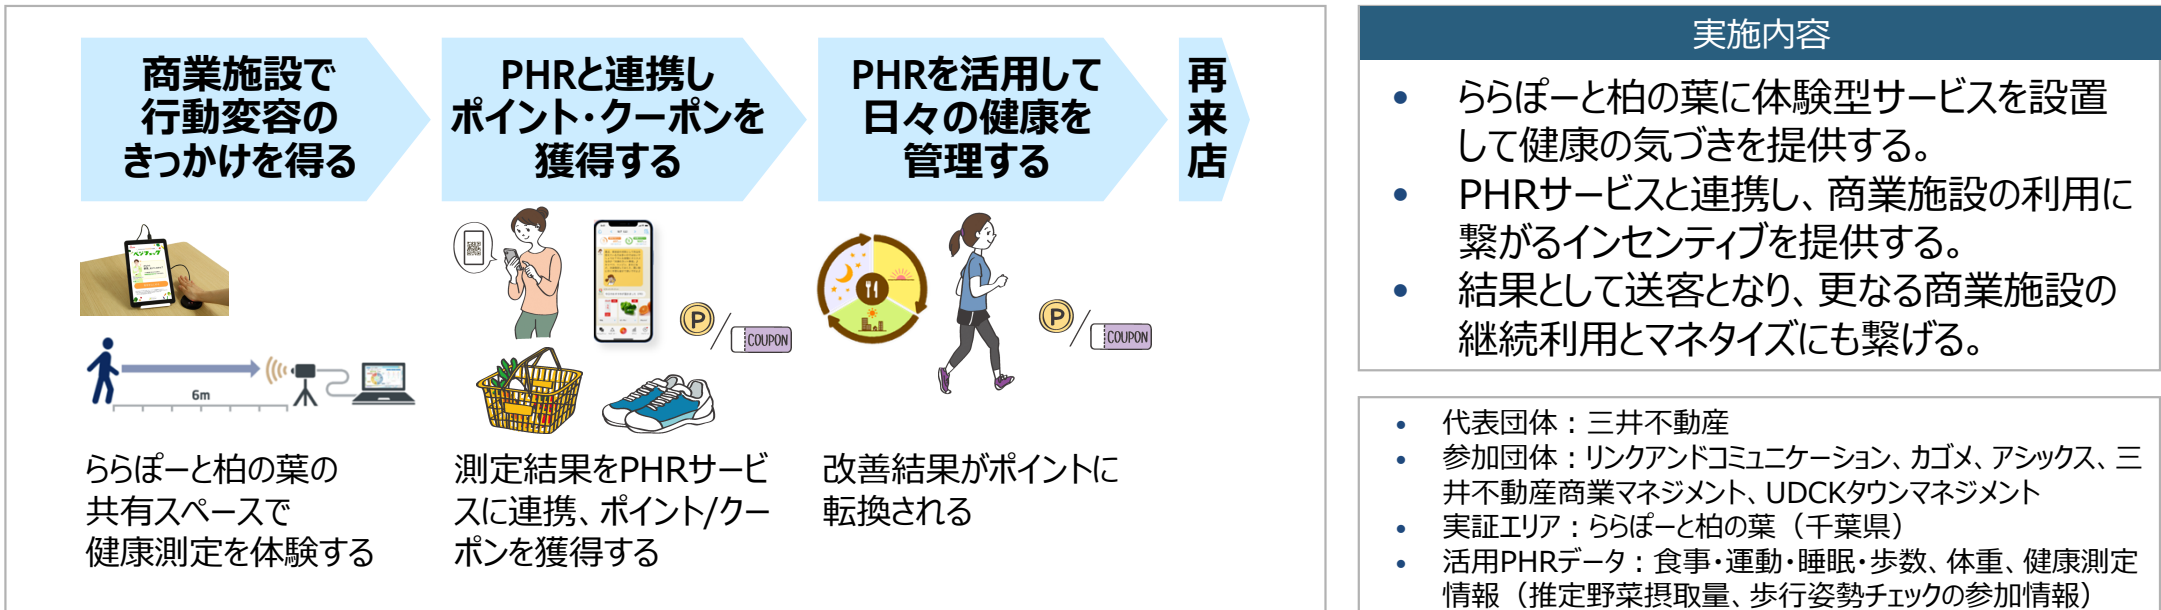 商業施設で
行動変容の
きっかけを得る
PHRと連携し
ポイント・クーポンを
獲得する
PHRを活用して
日々の健康を
管理する
再
来
店
ベジチェック
6m
P
COUPON
P
COUPON
ららぽーと柏の葉の
共有スペースで
健康測定を体験する
測定結果をPHRサービ
スに連携、ポイント/クー
ポンを獲得する
改善結果がポイントに
転換される
実施内容
• ららぽーと柏の葉に体験型サービスを設置
して健康の気づきを提供する。
• PHRサービスと連携し、商業施設の利用に
繋がるインセンティブを提供する。
• 結果として送客となり、更なる商業施設の
継続利用とマネタイズにも繋げる。
• 代表団体：三井不動産
• 参加団体：リンクアンドコミュニケーション、カゴメ、アシックス、三
井不動産商業マネジメント、UDCKタウンマネジメント
• 実証エリア：ららぽーと柏の葉（千葉県）
• 活用PHRデータ：食事・運動・睡眠・歩数、体重、健康測定
情報（推定野菜摂取量、歩行姿勢チェックの参加情報）